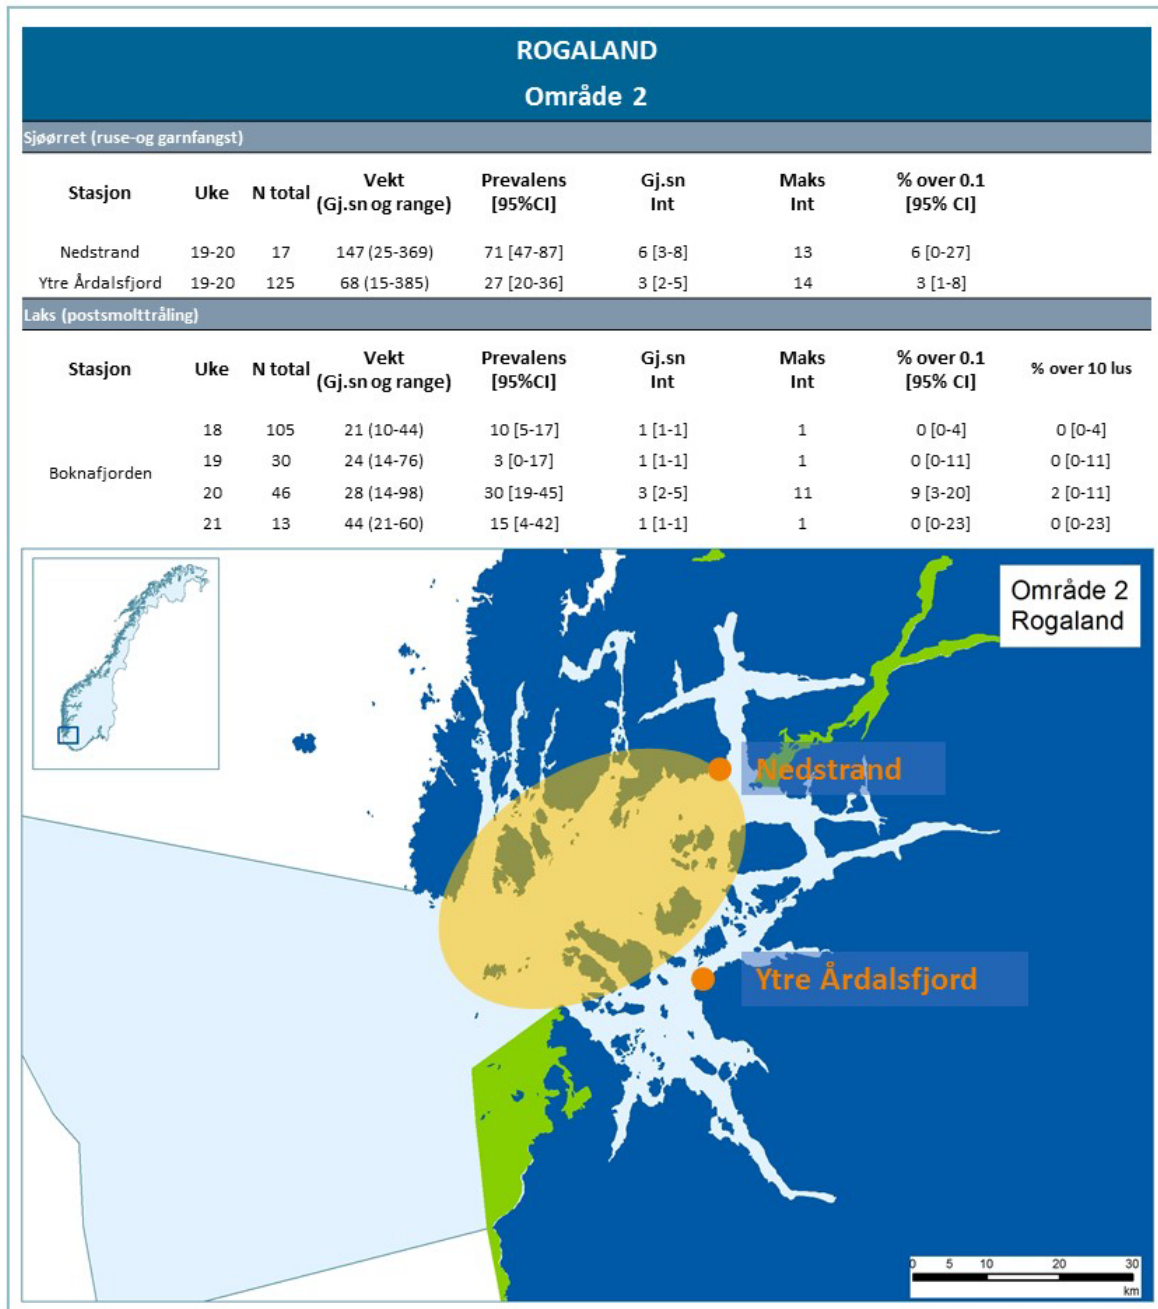 ROGALAND
Område 2
Sjøørret (ruse-og garnfangst)
Stasjon Uke N total Vekt (Gj.sn og range) Prevalens [95%CI] Gj.sn Int Maks Int % over 0.1 [95% CI]
Nedstrand 19-20 17 147 (25-369) 71 [47-87] 6 [3-8] 13 6 [0-27]
Ytre Årdalsfjord 19-20 125 68 (15-385) 27 [20-36] 3 [2-5] 14 3 [1-8]
Laks (postsmolttråling)
Stasjon Uke N total Vekt (Gj.sn og range) Prevalens [95%CI] Gj.sn Int Maks Int % over 0.1 [95% CI] % over 10 lus
Boknafjorden
18 105 21 (10-44) 10 [5-17] 1 [1-1] 1 0 [0-4] 0 [0-4]
19 30 24 (14-76) 3 [0-17] 1 [1-1] 1 0 [0-11] 0 [0-11]
20 46 28 (14-98) 30 [19-45] 3 [2-5] 11 9 [3-20] 2 [0-11]
21 13 44 (21-60) 15 [4-42] 1 [1-1] 1 0 [0-23] 0 [0-23]
Område 2
Rogaland
Nedstrand
Ytre Årdalsfjord
0 5 10 20 30
km